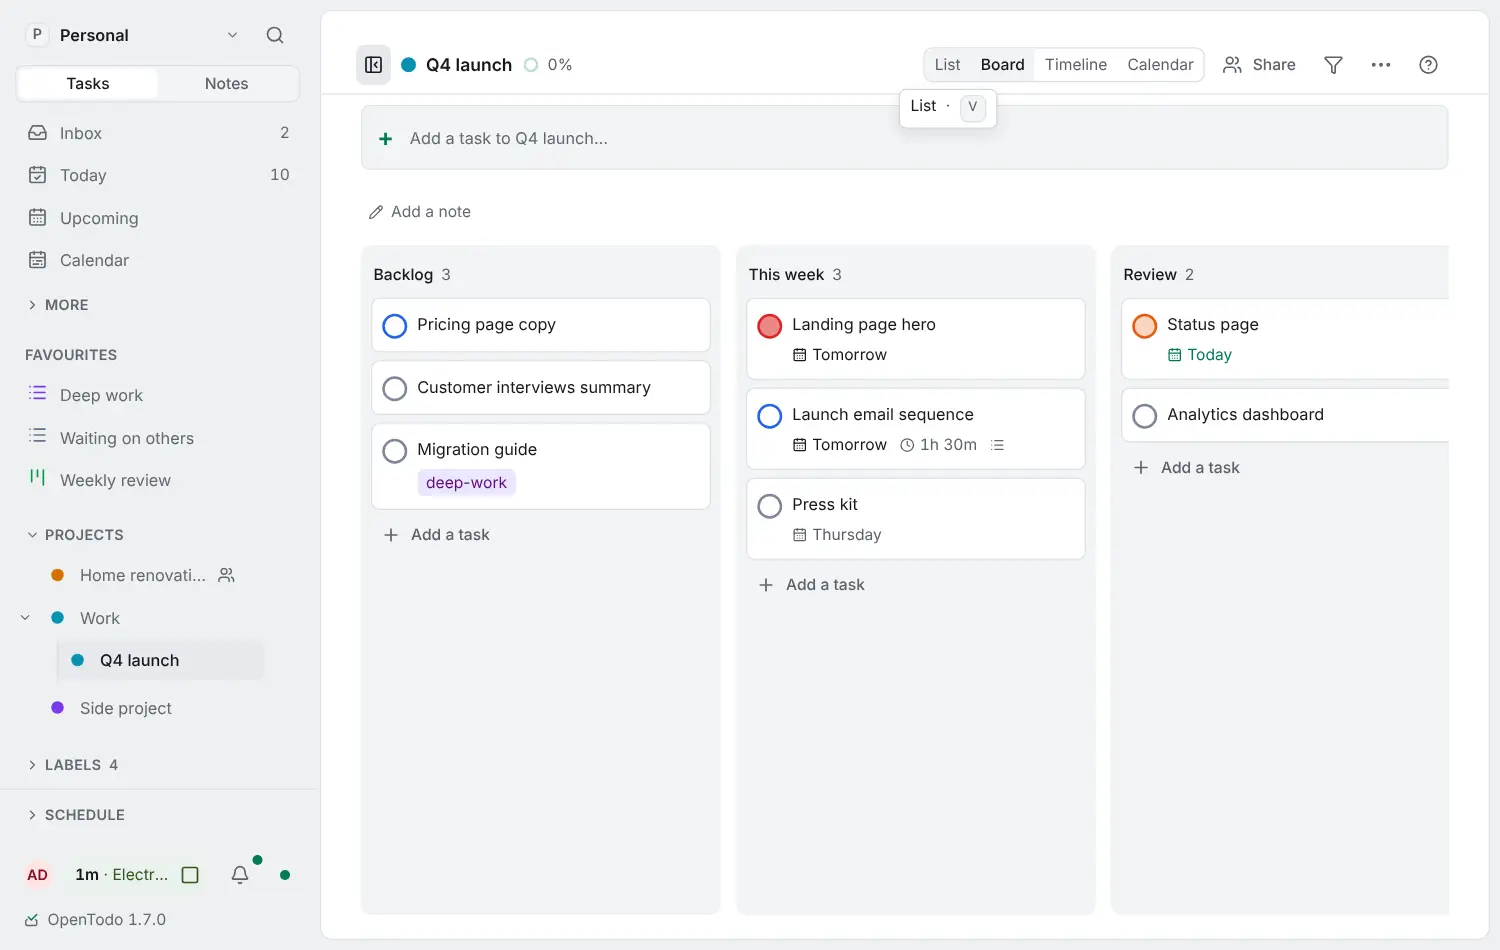 P Personal
Tasks Notes
Inbox 2
Today 10
Upcoming
Calendar
MORE
FAVOURITES
Deep work
Waiting on others
Weekly review
PROJECTS
Home renovati...
Work
Q4 launch
Side project
LABELS 4
SCHEDULE
AD 1m · Electr...
OpenTodo 1.7.0
Q4 launch 0%
List Board Timeline Calendar Share
List · V
Add a task to Q4 launch...
Add a note
Backlog 3
Pricing page copy
Customer interviews summary
Migration guide
deep-work
Add a task
This week 3
Landing page hero
Tomorrow
Launch email sequence
Tomorrow 1h 30m
Press kit
Thursday
Add a task
Review 2
Status page
Today
Analytics dashboard
Add a task